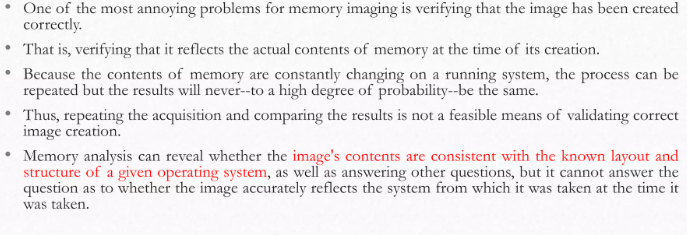 • One of the most annoying problems for memory imaging is verifying that the image has been created
correctly.
• That is, verifying that it reflects the actual contents of memory at the time of its creation.
• Because the contents of memory are constantly changing on a running system, the process can be
repeated but the results will never--to a high degree of probability--be the same.
• Thus, repeating the acquisition and comparing the results is not a feasible means of validating correct
image creation.
• Memory analysis can reveal whether the image's contents are consistent with the known layout and
structure of a given operating system, as well as answering other questions, but it cannot answer the
question as to whether the image accurately reflects the system from which it was taken at the time it
was taken.